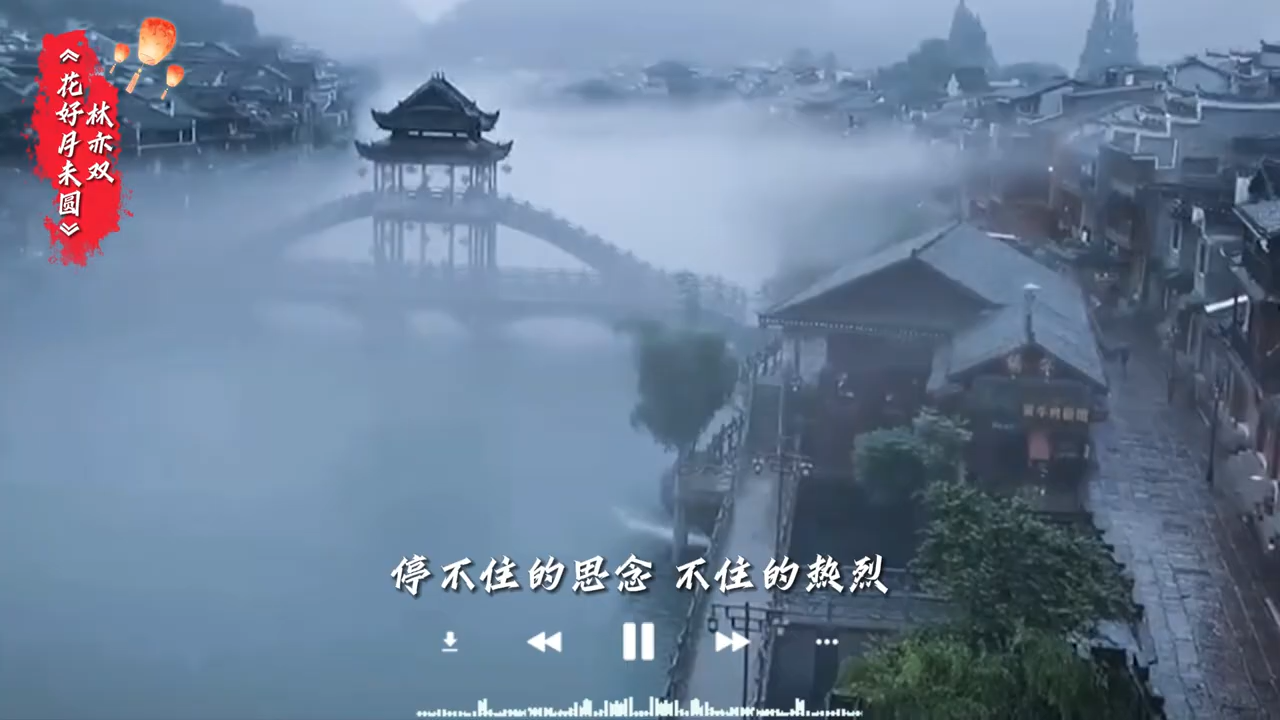 《花好月未圆》
林亦双
停不住的思念 不住的热烈